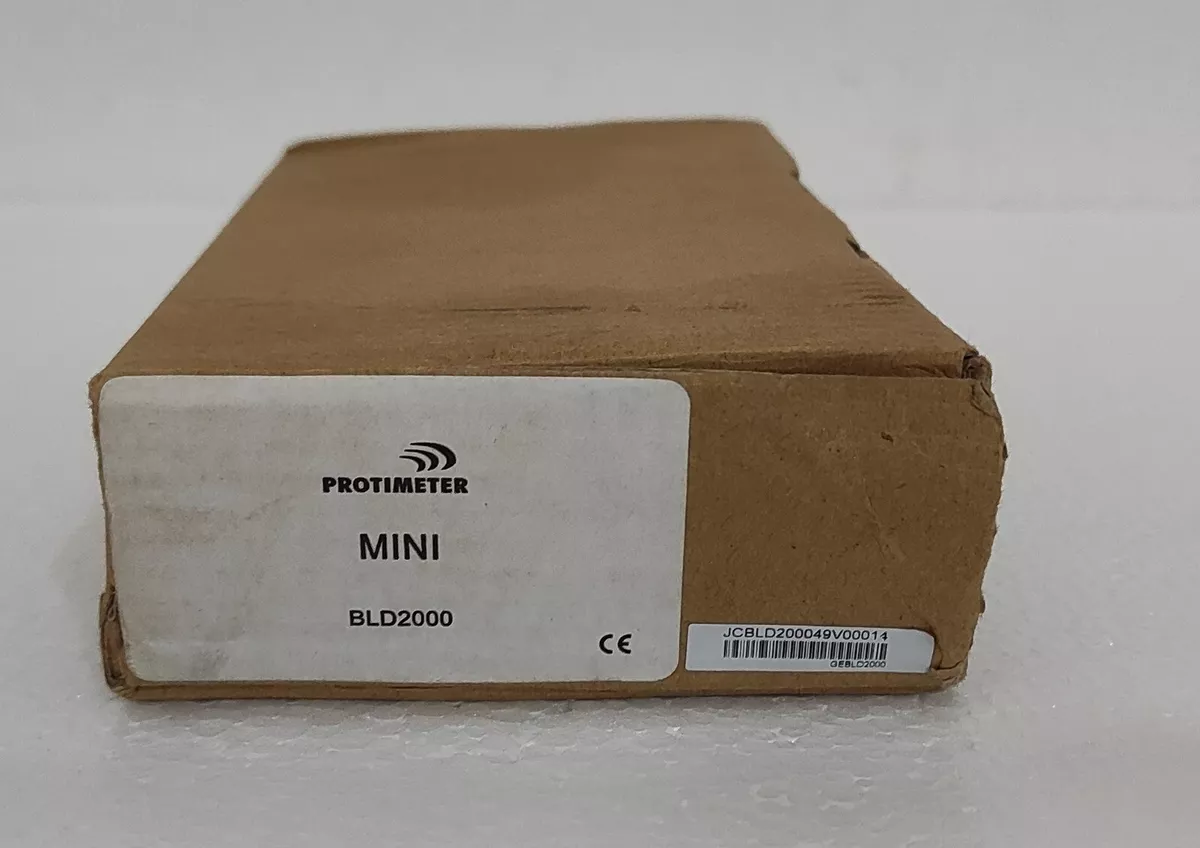 PROTIMETER
MINI
BLD2000
CE
JCBLD200049V00014
GEBLD2000